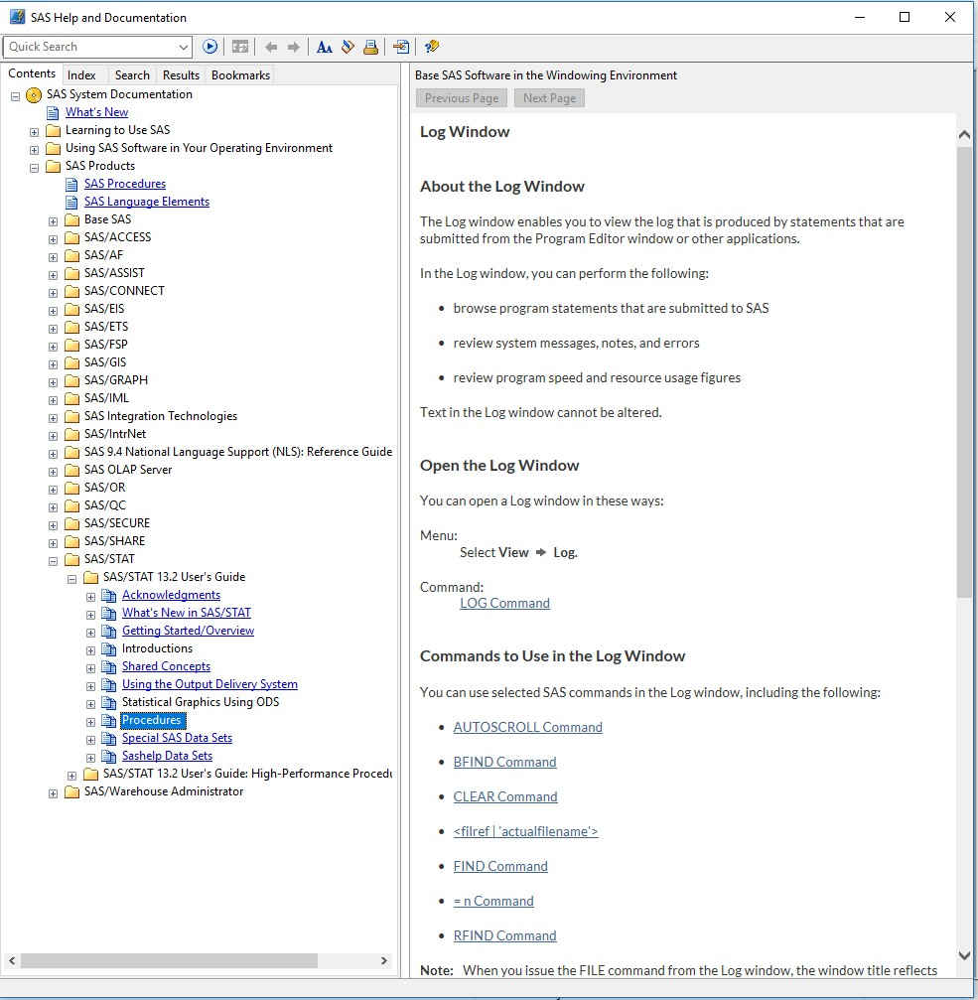 SAS Help and Documentation
Quick Search
Contents Index Search Results Bookmarks
SAS System Documentation
What's New
Learning to Use SAS
Using SAS Software in Your Operating Environment
SAS Products
SAS Procedures
SAS Language Elements
Base SAS
SAS/ACCESS
SAS/AF
SAS/ASSIST
SAS/CONNECT
SAS/EIS
SAS/ETS
SAS/FSP
SAS/GIS
SAS/GRAPH
SAS/IML
SAS Integration Technologies
SAS/IntrNet
SAS 9.4 National Language Support (NLS): Reference Guide
SAS OLAP Server
SAS/OR
SAS/QC
SAS/SECURE
SAS/SHARE
SAS/STAT
SAS/STAT 13.2 User's Guide
Acknowledgments
What's New in SAS/STAT
Getting Started/Overview
Introductions
Shared Concepts
Using the Output Delivery System
Statistical Graphics Using ODS
Procedures
Special SAS Data Sets
Sashelp Data Sets
SAS/STAT 13.2 User's Guide: High-Performance Procedu
SAS/Warehouse Administrator
Base SAS Software in the Windowing Environment
Previous Page Next Page
Log Window
About the Log Window
The Log window enables you to view the log that is produced by statements that are
submitted from the Program Editor window or other applications.
In the Log window, you can perform the following:
• browse program statements that are submitted to SAS
• review system messages, notes, and errors
• review program speed and resource usage figures
Text in the Log window cannot be altered.
Open the Log Window
You can open a Log window in these ways:
Menu:
Select View ➔ Log.
Command:
LOG Command
Commands to Use in the Log Window
You can use selected SAS commands in the Log window, including the following:
• AUTOSCROLL Command
• BFIND Command
• CLEAR Command
• <filref | 'actualfilename'>
• FIND Command
• = n Command
• RFIND Command
Note: When you issue the FILE command from the Log window, the window title reflects